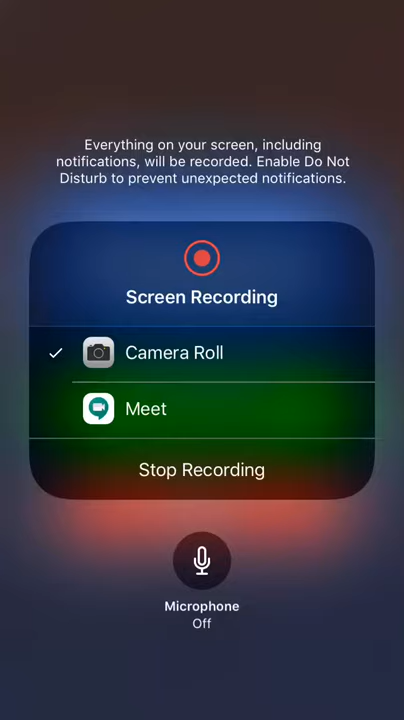 Everything on your screen, including
notifications, will be recorded. Enable Do Not
Disturb to prevent unexpected notifications.
Screen Recording
Camera Roll
Meet
Stop Recording
Microphone
Off